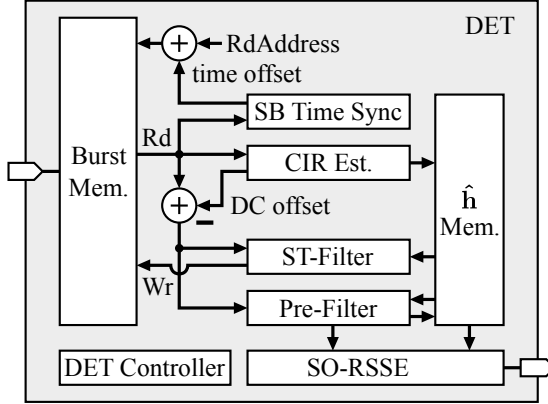 DET
RdAddress
time offset
SB Time Sync
Rd
Burst
Mem.
CIR Est.
ĥ
Mem.
DC offset
ST-Filter
Wr
Pre-Filter
DET Controller
SO-RSSE